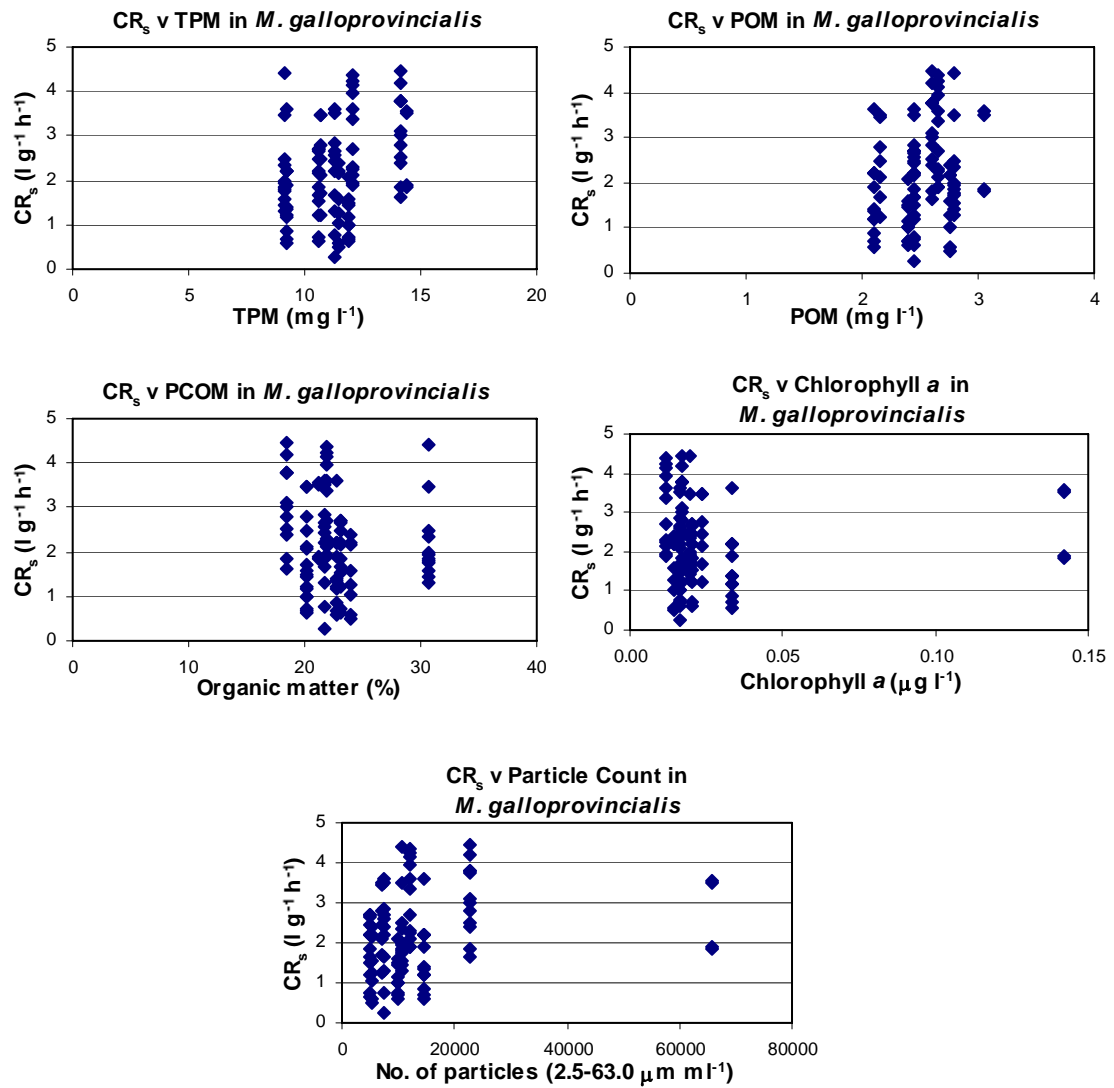 CRs v TPM in M. galloprovincialis
5
4
3
2
1
0
CRs (l g-1 h-1)
0 5 10 15 20
TPM (mg l-1)
CRs v POM in M. galloprovincialis
5
4
3
2
1
0
CRs (l g-1 h-1)
0 1 2 3 4
POM (mg l-1)
CRs v PCOM in M. galloprovincialis
5
4
3
2
1
0
CRs (l g-1 h-1)
0 10 20 30 40
Organic matter (%)
CRs v Chlorophyll a in
M. galloprovincialis
5
4
3
2
1
0
CRs (l g-1 h-1)
0.00 0.05 0.10 0.15
Chlorophyll a (μg l-1)
CRs v Particle Count in
M. galloprovincialis
5
4
3
2
1
0
CRs (l g-1 h-1)
0 20000 40000 60000 80000
No. of particles (2.5-63.0 μm ml-1)